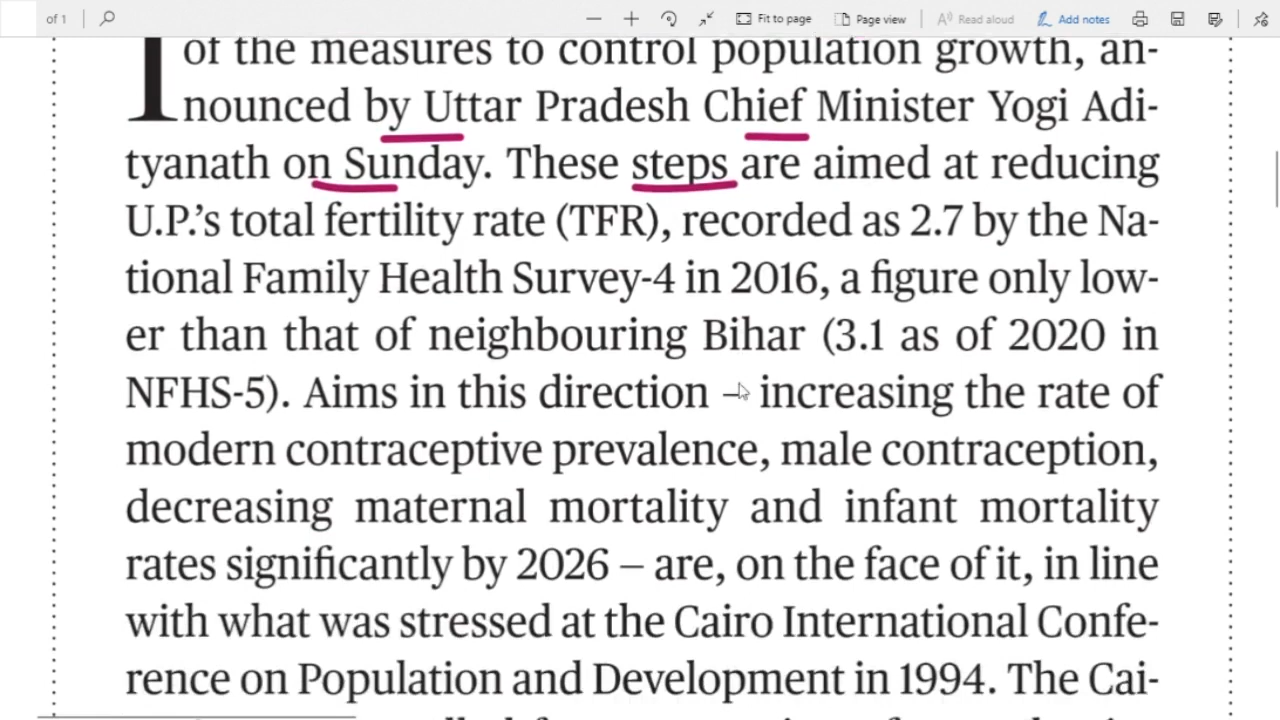 of 1
Fit to page
Page view
Read aloud
Add notes
of the measures to control population growth, an-
nounced by Uttar Pradesh Chief Minister Yogi Adi-
tyanath on Sunday. These steps are aimed at reducing
U.P.’s total fertility rate (TFR), recorded as 2.7 by the Na-
tional Family Health Survey-4 in 2016, a figure only low-
er than that of neighbouring Bihar (3.1 as of 2020 in
NFHS-5). Aims in this direction – increasing the rate of
modern contraceptive prevalence, male contraception,
decreasing maternal mortality and infant mortality
rates significantly by 2026 – are, on the face of it, in line
with what was stressed at the Cairo International Confe-
rence on Population and Development in 1994. The Cai-